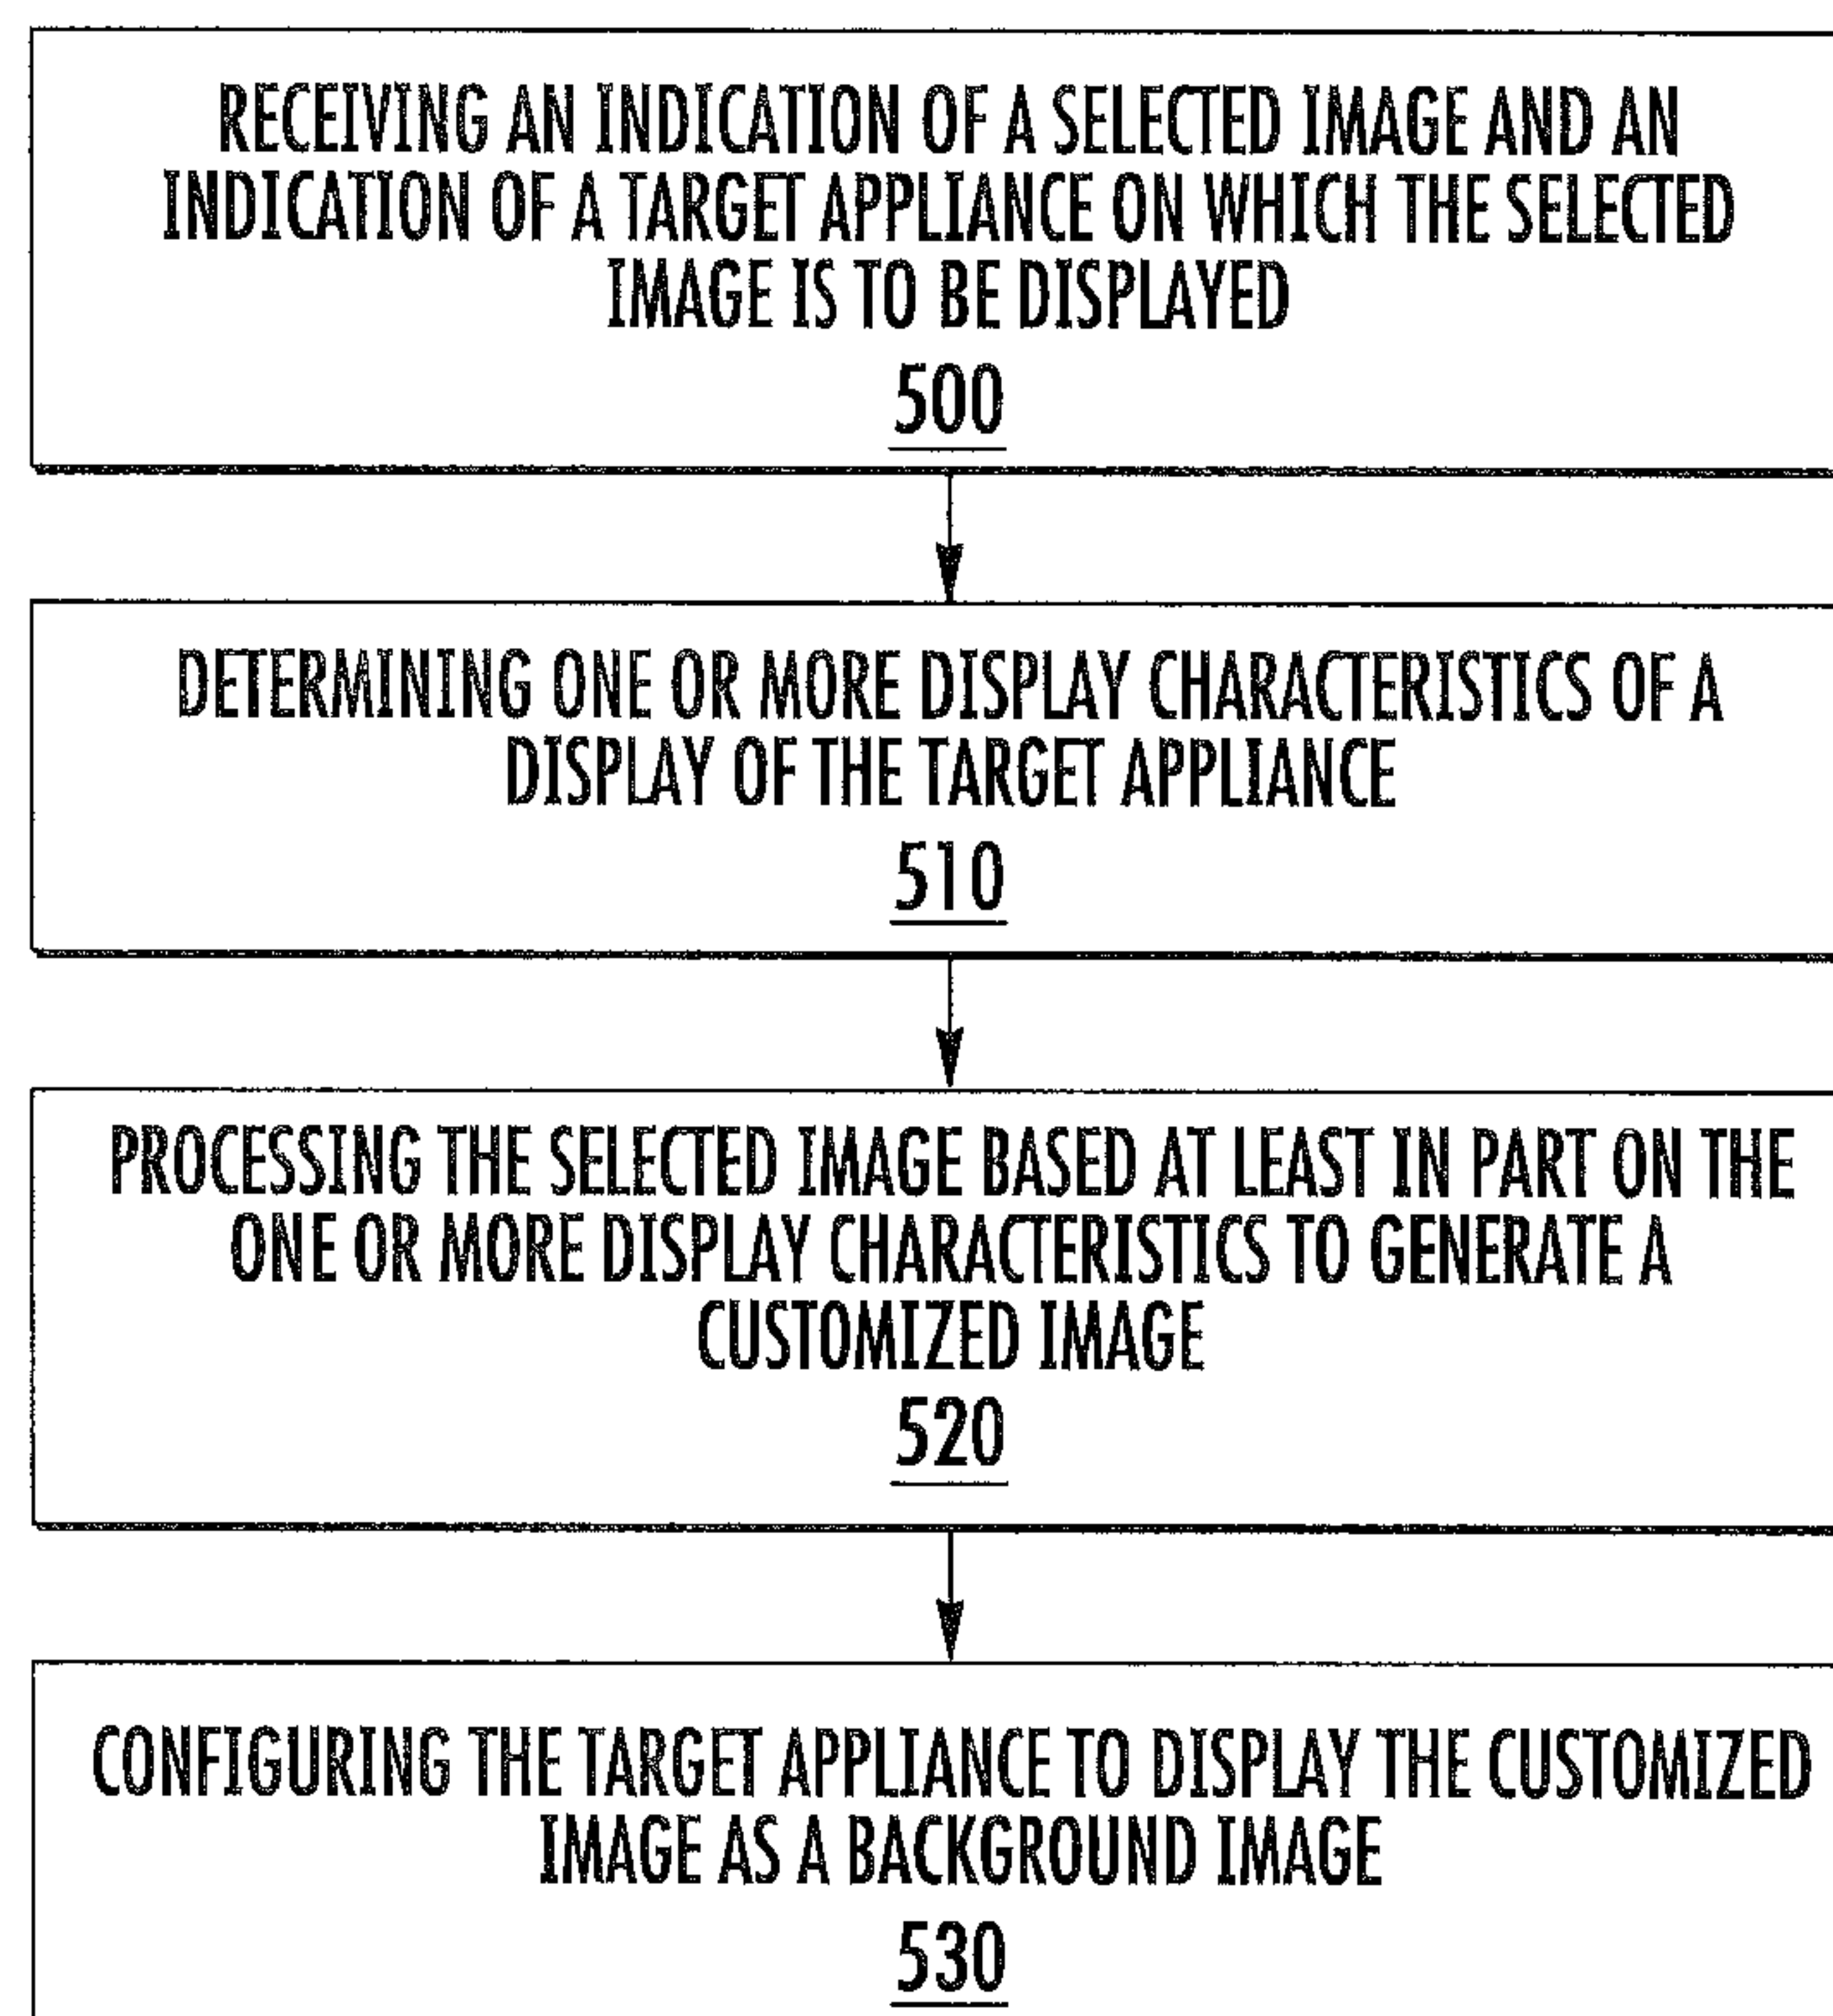 RECEIVING AN INDICATION OF A SELECTED IMAGE AND AN
INDICATION OF A TARGET APPLIANCE ON WHICH THE SELECTED
IMAGE IS TO BE DISPLAYED
500
DETERMINING ONE OR MORE DISPLAY CHARACTERISTICS OF A
DISPLAY OF THE TARGET APPLIANCE
510
PROCESSING THE SELECTED IMAGE BASED AT LEAST IN PART ON THE
ONE OR MORE DISPLAY CHARACTERISTICS TO GENERATE A
CUSTOMIZED IMAGE
520
CONFIGURING THE TARGET APPLIANCE TO DISPLAY THE CUSTOMIZED
IMAGE AS A BACKGROUND IMAGE
530